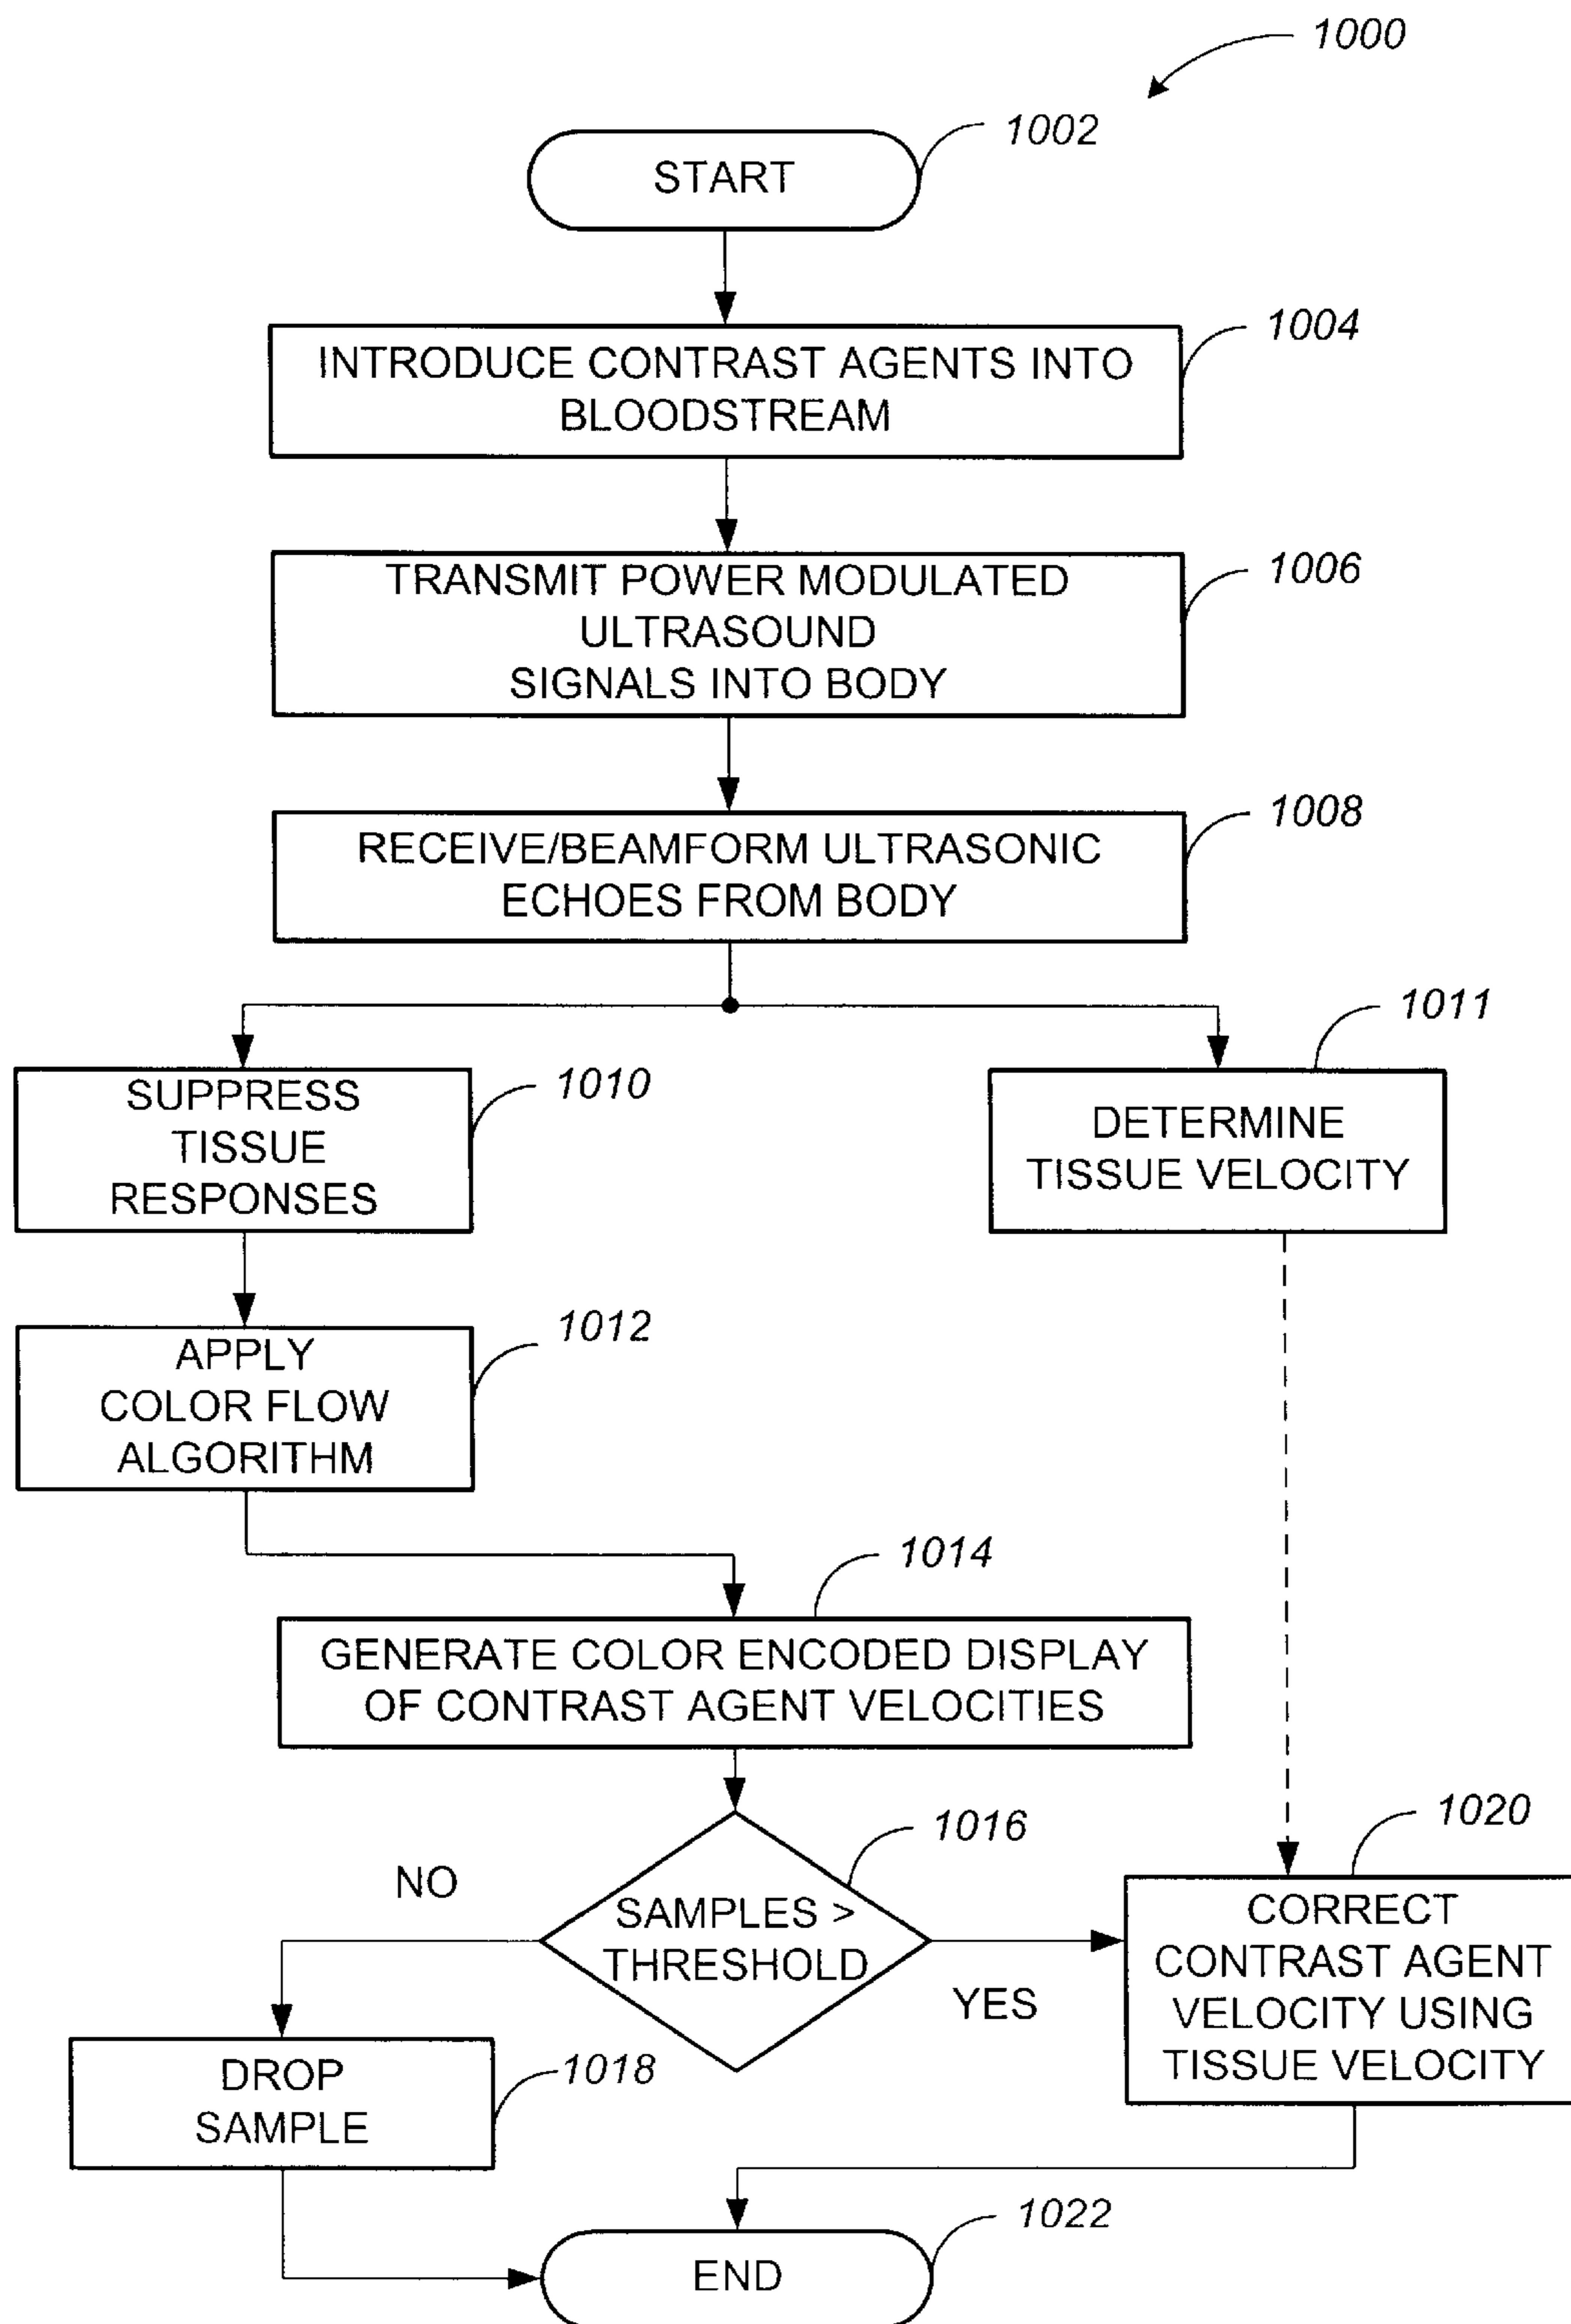 1000
1002
START
1004
INTRODUCE CONTRAST AGENTS INTO
BLOODSTREAM
1006
TRANSMIT POWER MODULATED
ULTRASOUND
SIGNALS INTO BODY
1008
RECEIVE/BEAMFORM ULTRASONIC
ECHOES FROM BODY
1010
SUPPRESS
TISSUE
RESPONSES
1011
DETERMINE
TISSUE VELOCITY
1012
APPLY
COLOR FLOW
ALGORITHM
1014
GENERATE COLOR ENCODED DISPLAY
OF CONTRAST AGENT VELOCITIES
1016
SAMPLES >
THRESHOLD
NO
YES
1020
CORRECT
CONTRAST AGENT
VELOCITY USING
TISSUE VELOCITY
1018
DROP
SAMPLE
1022
END